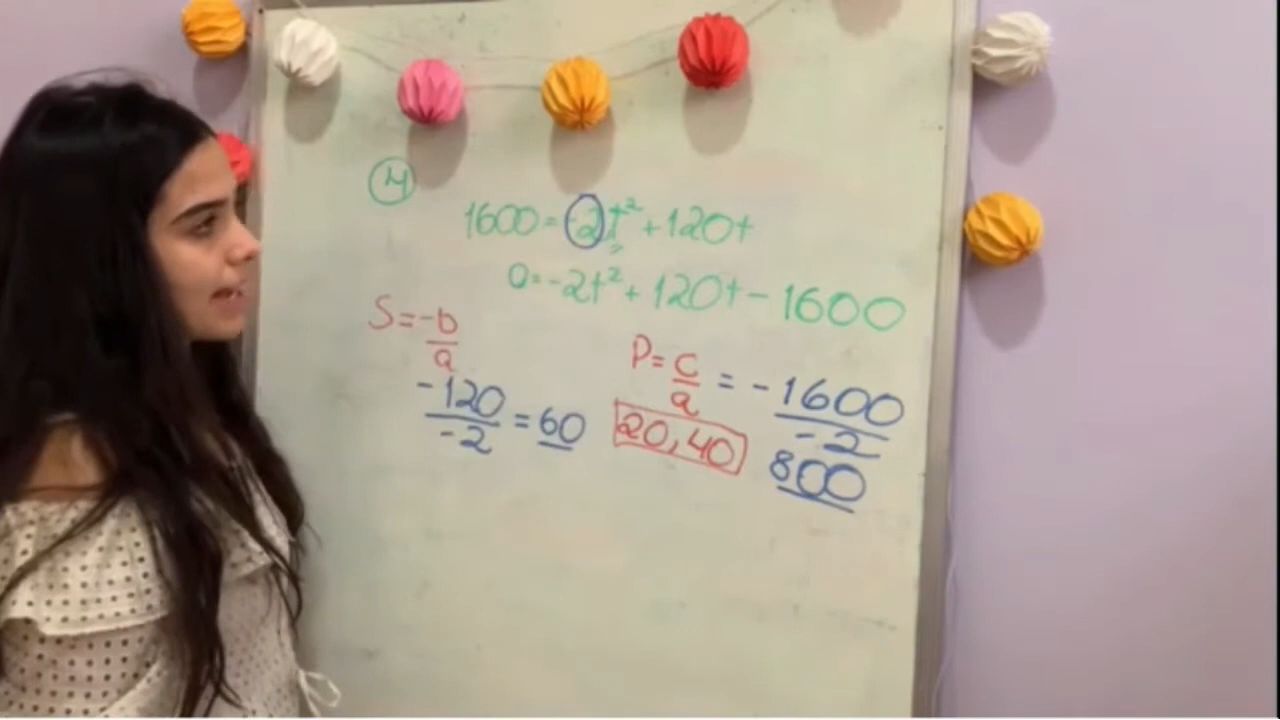 4
1600 = -2t² + 120t
0 = -2t² + 120t - 1600
S = -b/a
-120/-2 = 60
P = c/a = -1600/-2
20, 40
800